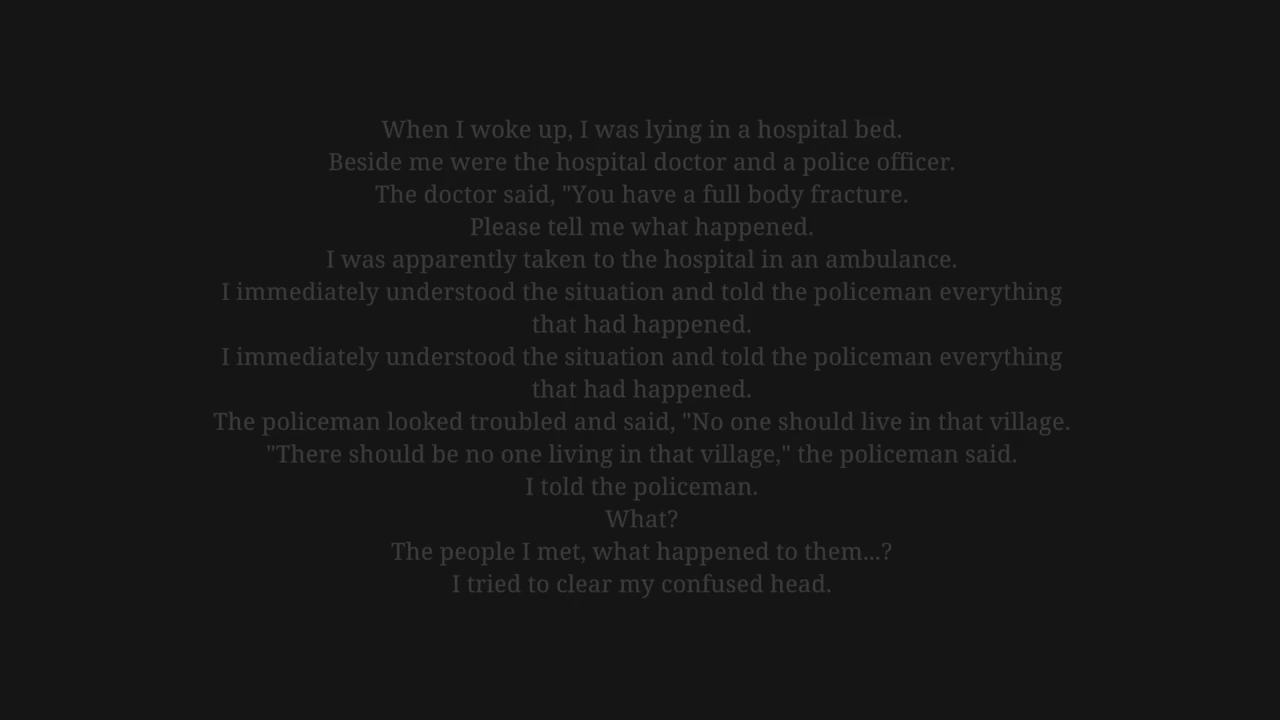 When I woke up, I was lying in a hospital bed.
Beside me were the hospital doctor and a police officer.
The doctor said, "You have a full body fracture.
Please tell me what happened.
I was apparently taken to the hospital in an ambulance.
I immediately understood the situation and told the policeman everything
that had happened.
I immediately understood the situation and told the policeman everything
that had happened.
The policeman looked troubled and said, "No one should live in that village.
"There should be no one living in that village," the policeman said.
I told the policeman.
What?
The people I met, what happened to them...?
I tried to clear my confused head.